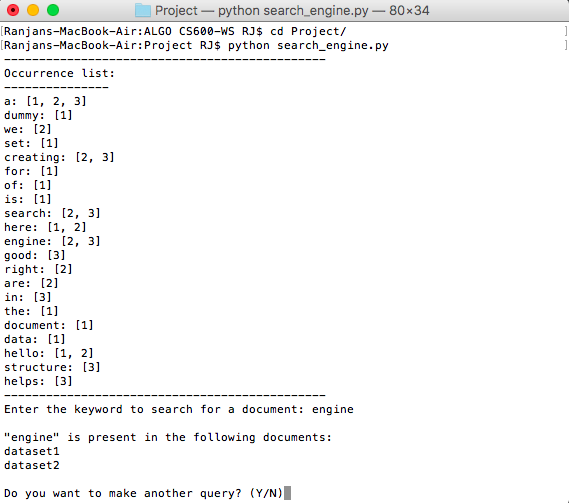 Project — python search_engine.py — 80×34
[Ranjans-MacBook-Air:ALGO CS600-WS RJ$ cd Project/ ]
[Ranjans-MacBook-Air:Project RJ$ python search_engine.py ]
----------------------------------------------
Occurrence list:
---------------
a: [1, 2, 3]
dummy: [1]
we: [2]
set: [1]
creating: [2, 3]
for: [1]
of: [1]
is: [1]
search: [2, 3]
here: [1, 2]
engine: [2, 3]
good: [3]
right: [2]
are: [2]
in: [3]
the: [1]
document: [1]
data: [1]
hello: [1, 2]
structure: [3]
helps: [3]
----------------------------------------------
Enter the keyword to search for a document: engine
"engine" is present in the following documents:
dataset1
dataset2
Do you want to make another query? (Y/N)